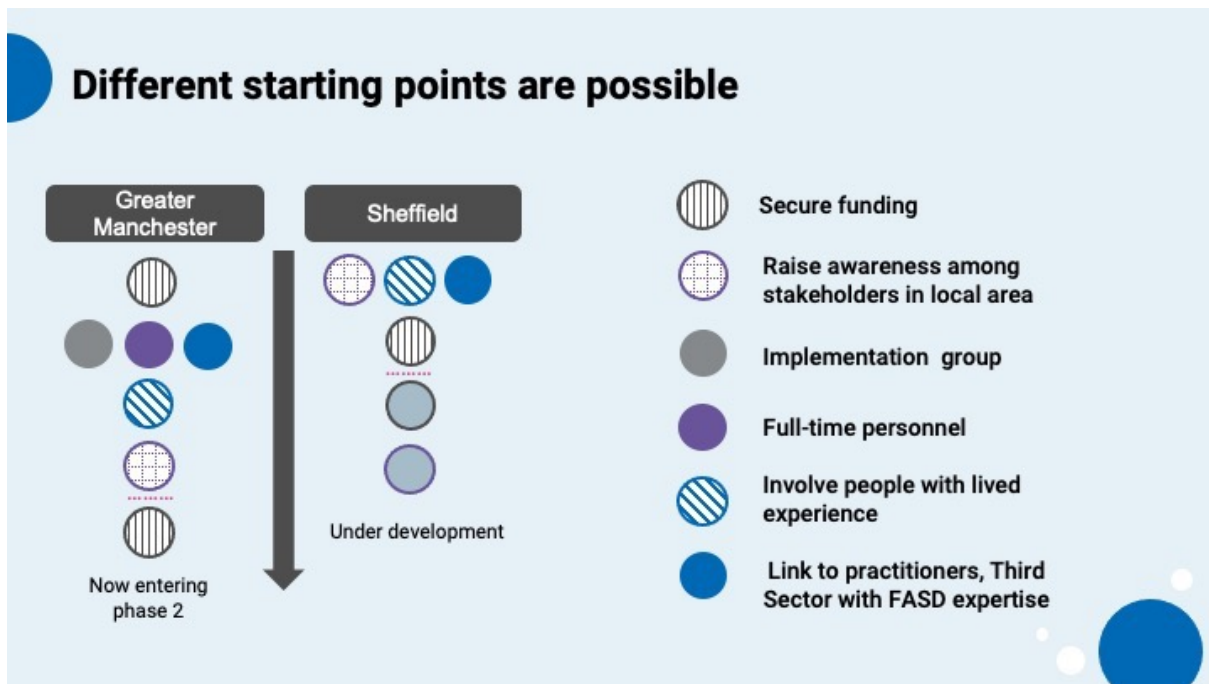 Different starting points are possible
Greater
Manchester
Sheffield
Now entering
phase 2
Under development
Secure funding
Raise awareness among
stakeholders in local area
Implementation group
Full-time personnel
Involve people with lived
experience
Link to practitioners, Third
Sector with FASD expertise